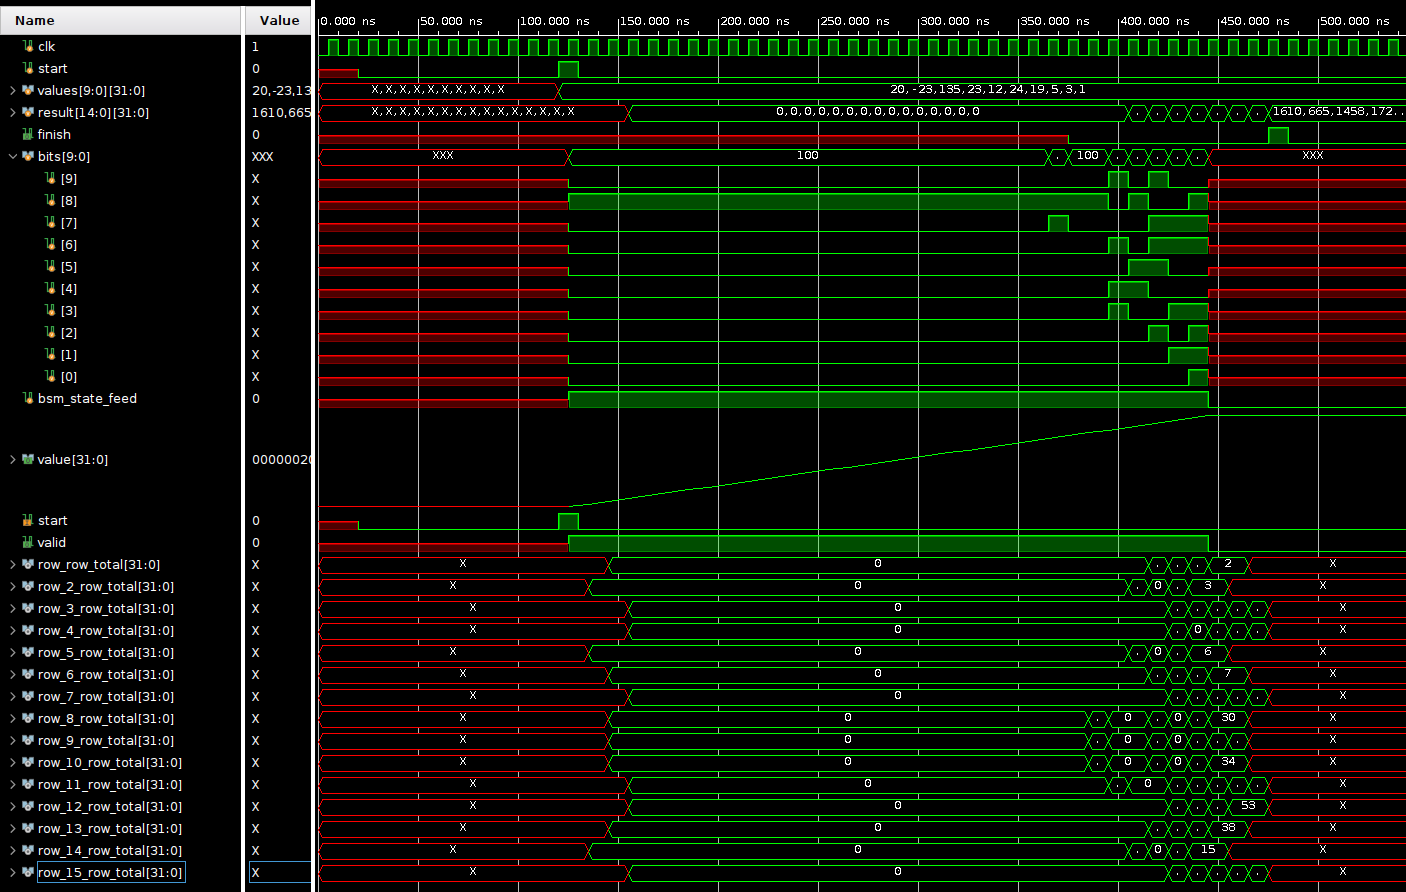 Name Value 0.000 ns 50.000 ns 100.000 ns 150.000 ns 200.000 ns 250.000 ns 300.000 ns 350.000 ns 400.000 ns 450.000 ns 500.000 ns
clk 1
start 0
values[9:0][31:0] 20,-23,13 X,X,X,X,X,X,X,X,X,X 20,-23,135,23,12,24,19,5,3,1
result[14:0][31:0] 1610,665 X,X,X,X,X,X,X,X,X,X,X,X,X,X,X 0,0,0,0,0,0,0,0,0,0,0,0,0,0,0 . . . . . . 1610,665,1458,172..
finish 0
bits[9:0] XXX XXX 100 . 100 . . . . . XXX
[9] X
[8] X
[7] X
[6] X
[5] X
[4] X
[3] X
[2] X
[1] X
[0] X
bsm_state_feed 0
value[31:0] 00000020
start 0
valid 0
row_row_total[31:0] X X 0 . . . 2 X
row_2_row_total[31:0] X X 0 . 0 . 3 X
row_3_row_total[31:0] X X 0 . . . . . X
row_4_row_total[31:0] X X 0 . 0 . . . X
row_5_row_total[31:0] X X 0 . 0 . 6 X
row_6_row_total[31:0] X X 0 . . . 7 X
row_7_row_total[31:0] X X 0 . . . . . X
row_8_row_total[31:0] X X 0 . 0 . 0 . 30 X
row_9_row_total[31:0] X X 0 . 0 . 0 . . . X
row_10_row_total[31:0] X X 0 . 0 . 0 . 34 X
row_11_row_total[31:0] X X 0 . 0 . . . . . X
row_12_row_total[31:0] X X 0 . . . 53 X
row_13_row_total[31:0] X X 0 . . . 38 X
row_14_row_total[31:0] X X 0 . 0 . 15 X
row_15_row_total[31:0] X X 0 . . . . . X